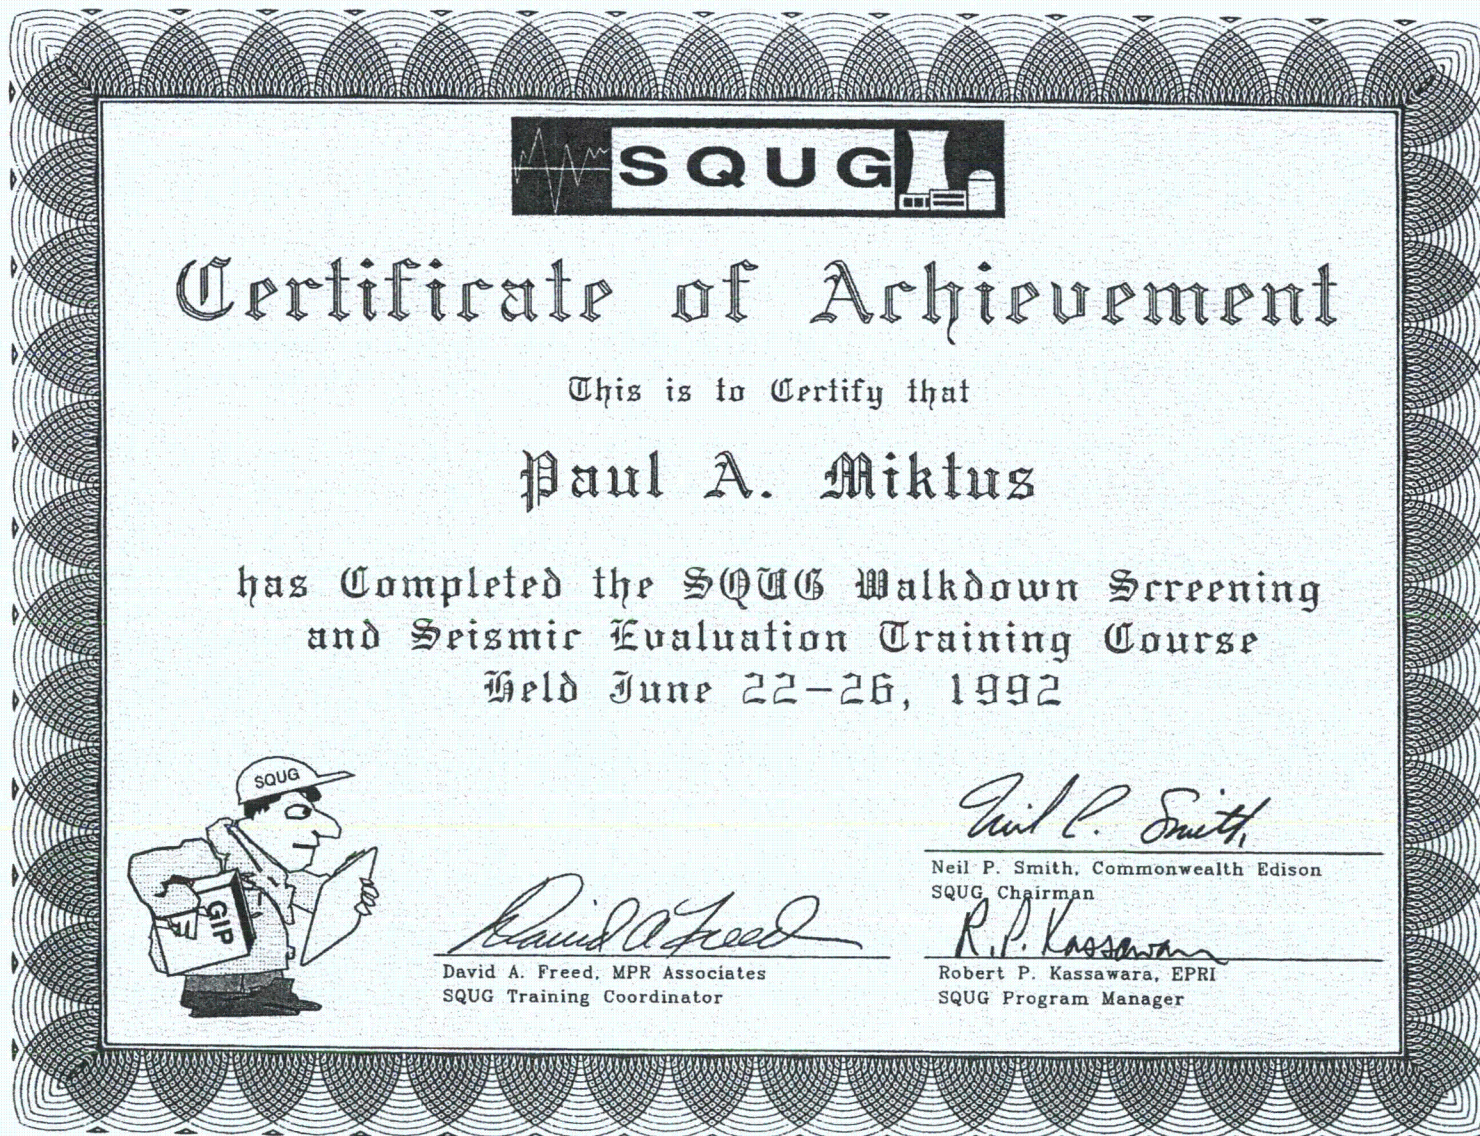 SQUG
Certificate of Achievement
This is to Certify that
Paul A. Miktus
has Completed the SQUG Walkdown Screening
and Seismic Evaluation Training Course
Held June 22-26, 1992
SQUG
GIP
Neil P. Smith
Neil P. Smith, Commonwealth Edison
SQUG Chairman
David A Freed
David A. Freed, MPR Associates
SQUG Training Coordinator
R. P. Kassawara
Robert P. Kassawara, EPRI
SQUG Program Manager